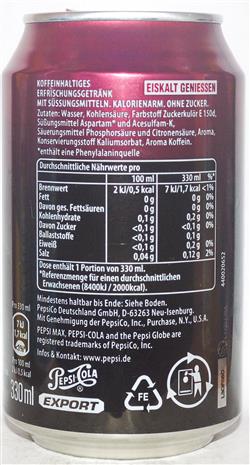 KOFFEINHALTIGES
ERFRISCHUNGSGETRÄNK
EISKALT GENIESSEN
MIT SÜSSUNGSMITTELN. KALORIENARM. OHNE ZUCKER.
Zutaten: Wasser, Kohlensäure, Farbstoff Zuckerkulör E 150d,
Süßungsmittel Aspartam* und Acesulfam-K,
Säuerungsmittel Phosphorsäure und Citronensäure, Aroma,
Konservierungsstoff Kaliumsorbat, Aroma Koffein.
*enthält eine Phenylalaninquelle
Durchschnittliche Nährwerte pro
100 ml 330 ml %*
Brennwert 2 kJ/0,5 kcal 7 kJ/1,7 kcal <1%
Fett 0 g 0 g 0%
Davon ges. Fettsäuren 0 g 0 g 0%
Kohlenhydrate 0,1 g 0,2 g 0%
Davon Zucker <0,1 g 0 g 0%
Ballaststoffe <0,1 g 0 g
Eiweiß <0,1 g 0 g 0%
Salz 0,04 g 0,12 g 2%
Dose enthält 1 Portion von 330 ml.
*Referenzmenge für einen durchschnittlichen
Erwachsenen (8400kJ / 2000kcal).
Mindestens haltbar bis Ende: Siehe Boden.
PepsiCo Deutschland GmbH, D-63263 Neu-Isenburg.
Mit Genehmigung der PepsiCo, Inc., Purchase, N.Y., U.S.A.
PEPSI MAX, PEPSI-COLA and the Pepsi Globe are
registered trademarks of PepsiCo, Inc.
Infos & Kontakt: www.pepsi.de
330 ml
PEPSI COLA
EXPORT
FE